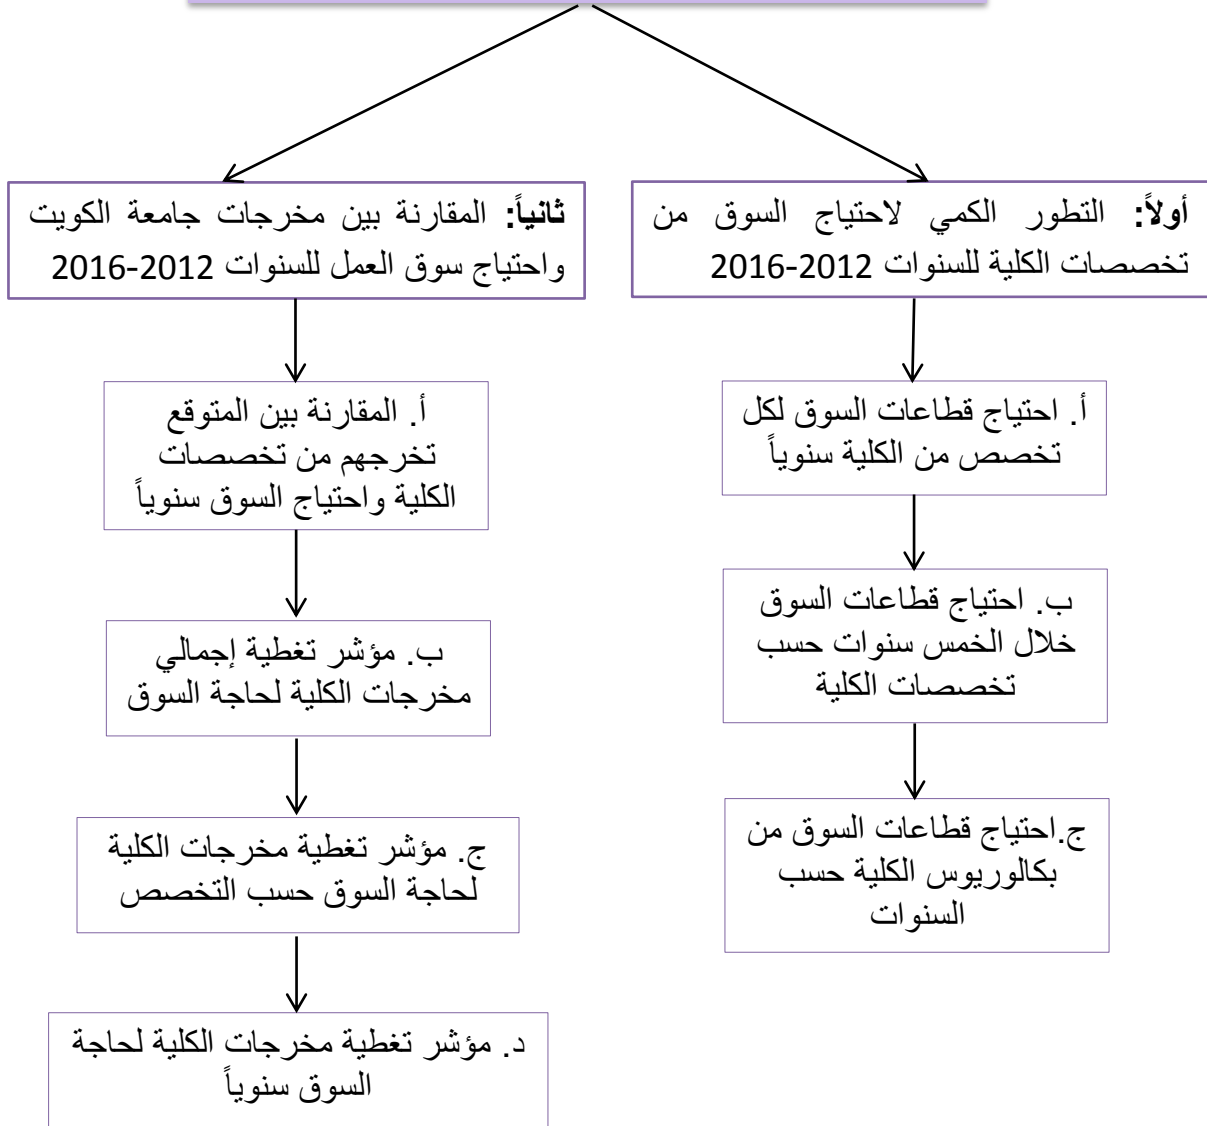 أولاً: التطور الكمي لاحتياج السوق من
تخصصات الكلية للسنوات 2012-2016
أ. احتياج قطاعات السوق لكل
تخصص من الكلية سنوياً
ب. احتياج قطاعات السوق
خلال الخمس سنوات حسب
تخصصات الكلية
ج.احتياج قطاعات السوق من
بكالوريوس الكلية حسب
السنوات
ثانياً: المقارنة بين مخرجات جامعة الكويت
واحتياج سوق العمل للسنوات 2012-2016
أ. المقارنة بين المتوقع
تخرجهم من تخصصات
الكلية واحتياج السوق سنوياً
ب. مؤشر تغطية إجمالي
مخرجات الكلية لحاجة السوق
ج. مؤشر تغطية مخرجات الكلية
لحاجة السوق حسب التخصص
د. مؤشر تغطية مخرجات الكلية لحاجة
السوق سنوياً